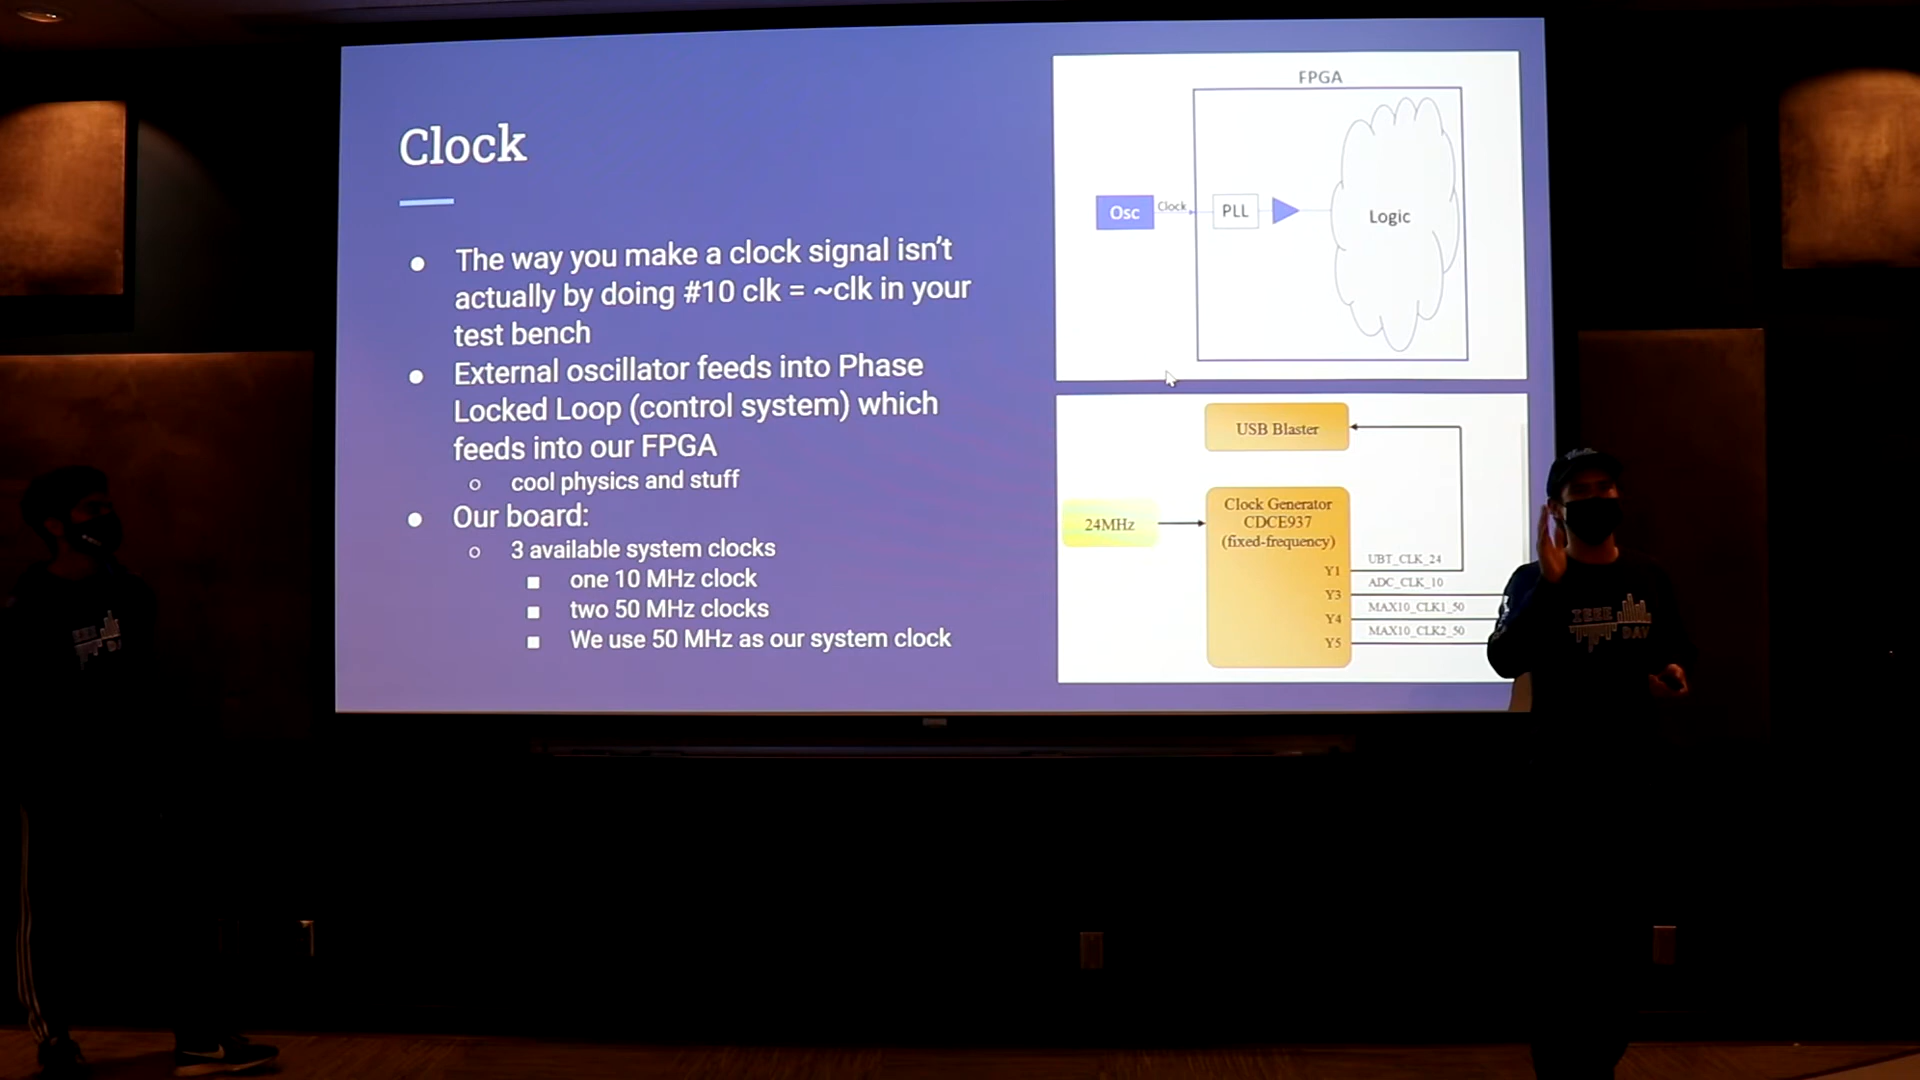 Clock
● The way you make a clock signal isn't
actually by doing #10 clk = ~clk in your
test bench
● External oscillator feeds into Phase
Locked Loop (control system) which
feeds into our FPGA
○ cool physics and stuff
● Our board:
○ 3 available system clocks
■ one 10 MHz clock
■ two 50 MHz clocks
■ We use 50 MHz as our system clock
FPGA
Osc
Clock
PLL
Logic
USB Blaster
24MHz
Clock Generator
CDCE937
(fixed-frequency)
UBT_CLK_24
Y1
ADC_CLK_10
Y3
MAX10_CLK1_50
Y4
MAX10_CLK2_50
Y5
IEEE
DAY